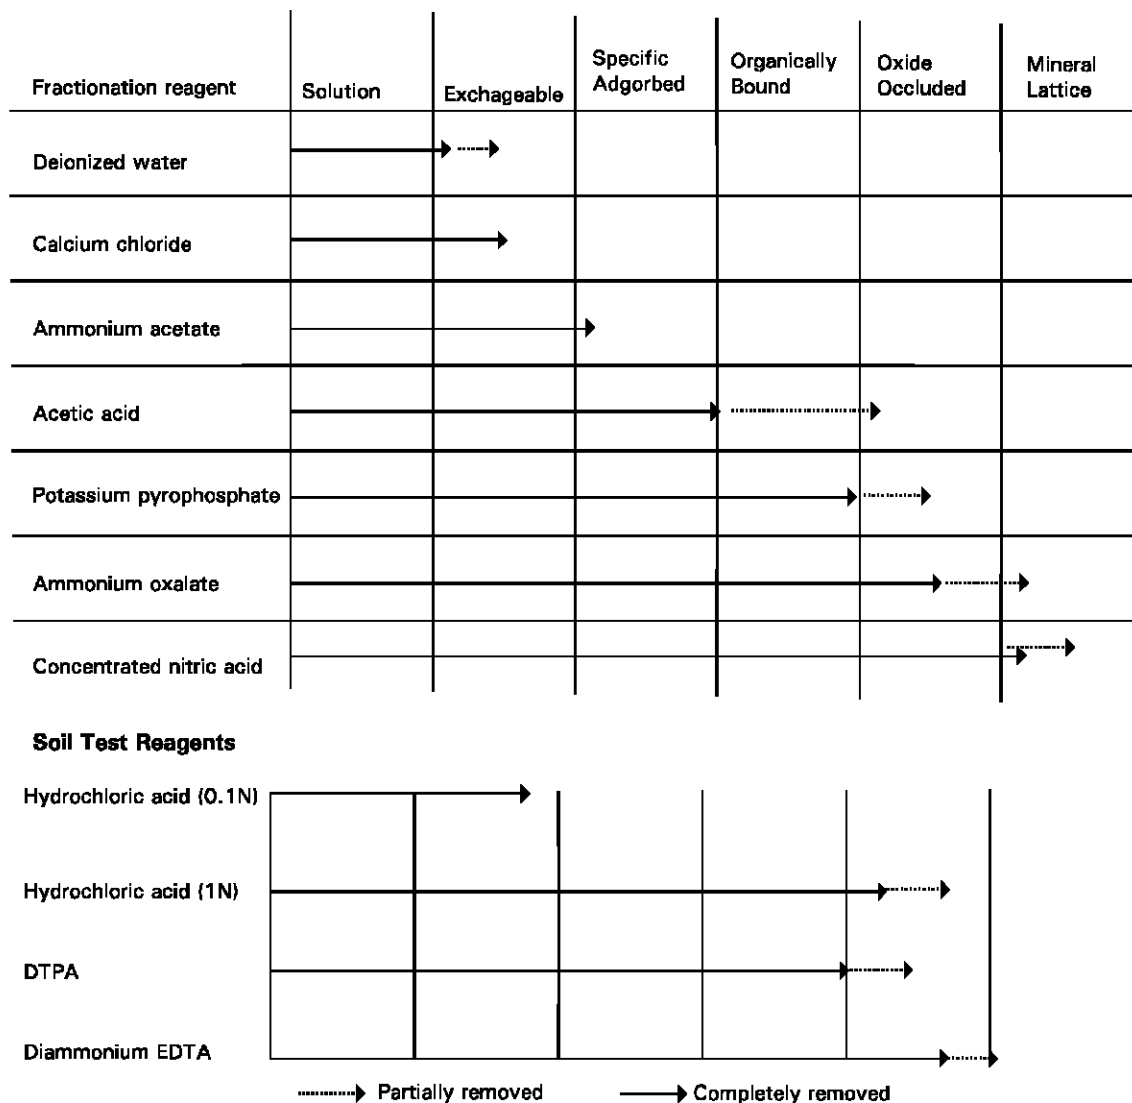 Fractionation reagent
Solution
Exchageable
Specific
Adgorbed
Organically
Bound
Oxide
Occluded
Mineral
Lattice
Deionized water
Calcium chloride
Ammonium acetate
Acetic acid
Potassium pyrophosphate
Ammonium oxalate
Concentrated nitric acid
Soil Test Reagents
Hydrochloric acid (0.1N)
Hydrochloric acid (1N)
DTPA
Diammonium EDTA
Partially removed
Completely removed